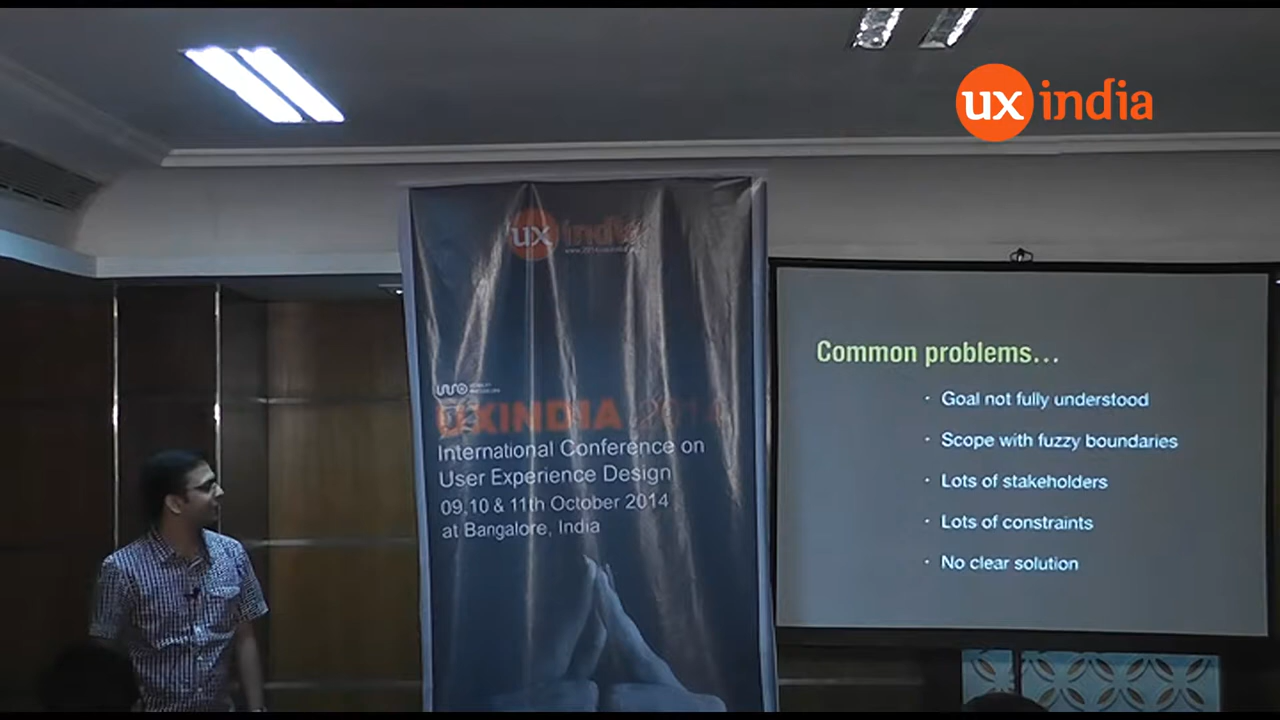 ux india
ux india
UXINDIA 2014
International Conference on
User Experience Design
09,10 & 11th October 2014
at Bangalore, India
Common problems...
· Goal not fully understood
· Scope with fuzzy boundaries
· Lots of stakeholders
· Lots of constraints
· No clear solution